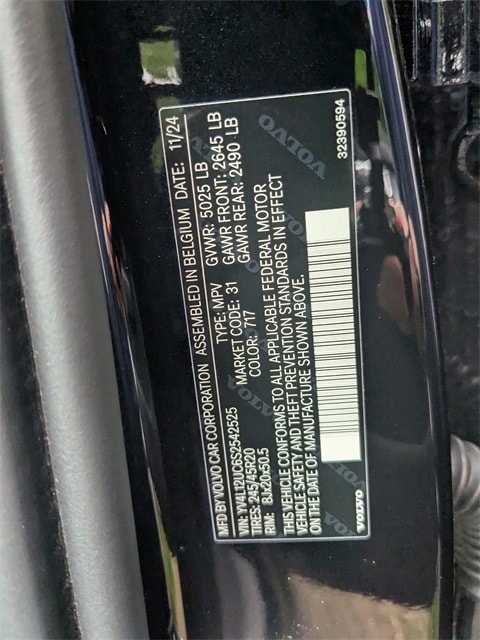 MFD BY VOLVO CAR CORPORATION ASSEMBLED IN BELGIUM DATE: 11/24
VIN: YV4L12UC6S2542525 TYPE: MPV GVWR: 5025 LB
TIRES: 245/45R20 MARKET CODE: 31 GAWR FRONT: 2645 LB
RIM: 8Jx20x50.5 COLOR: 717 GAWR REAR: 2490 LB
THIS VEHICLE CONFORMS TO ALL APPLICABLE FEDERAL MOTOR
VEHICLE SAFETY AND THEFT PREVENTION STANDARDS IN EFFECT
ON THE DATE OF MANUFACTURE SHOWN ABOVE.
VOLVO 32390594